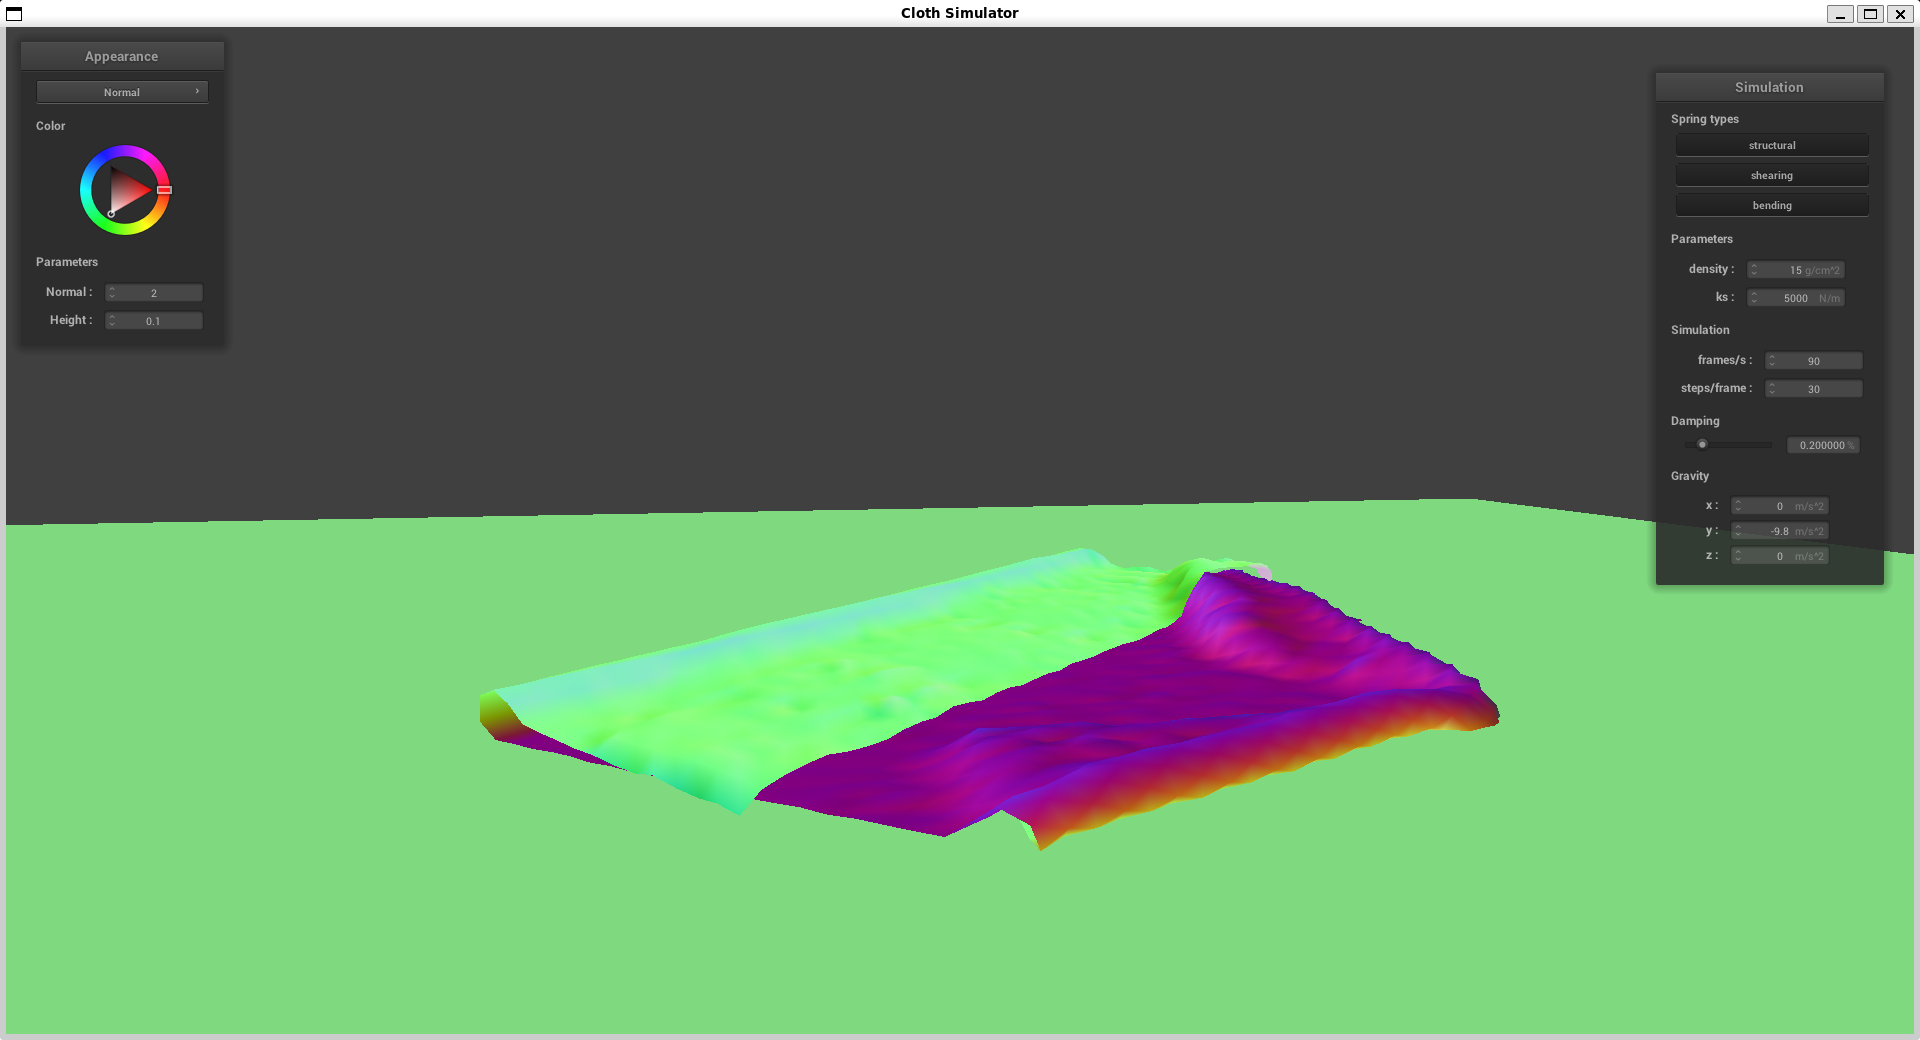 Cloth Simulator
Appearance
Normal
Color
Parameters
Normal : 2
Height : 0.1
Simulation
Spring types
structural
shearing
bending
Parameters
density : 15 g/cm^2
ks : 5000 N/m
Simulation
frames/s : 90
steps/frame : 30
Damping
0.200000 %
Gravity
x : 0 m/s^2
y : -9.8 m/s^2
z : 0 m/s^2